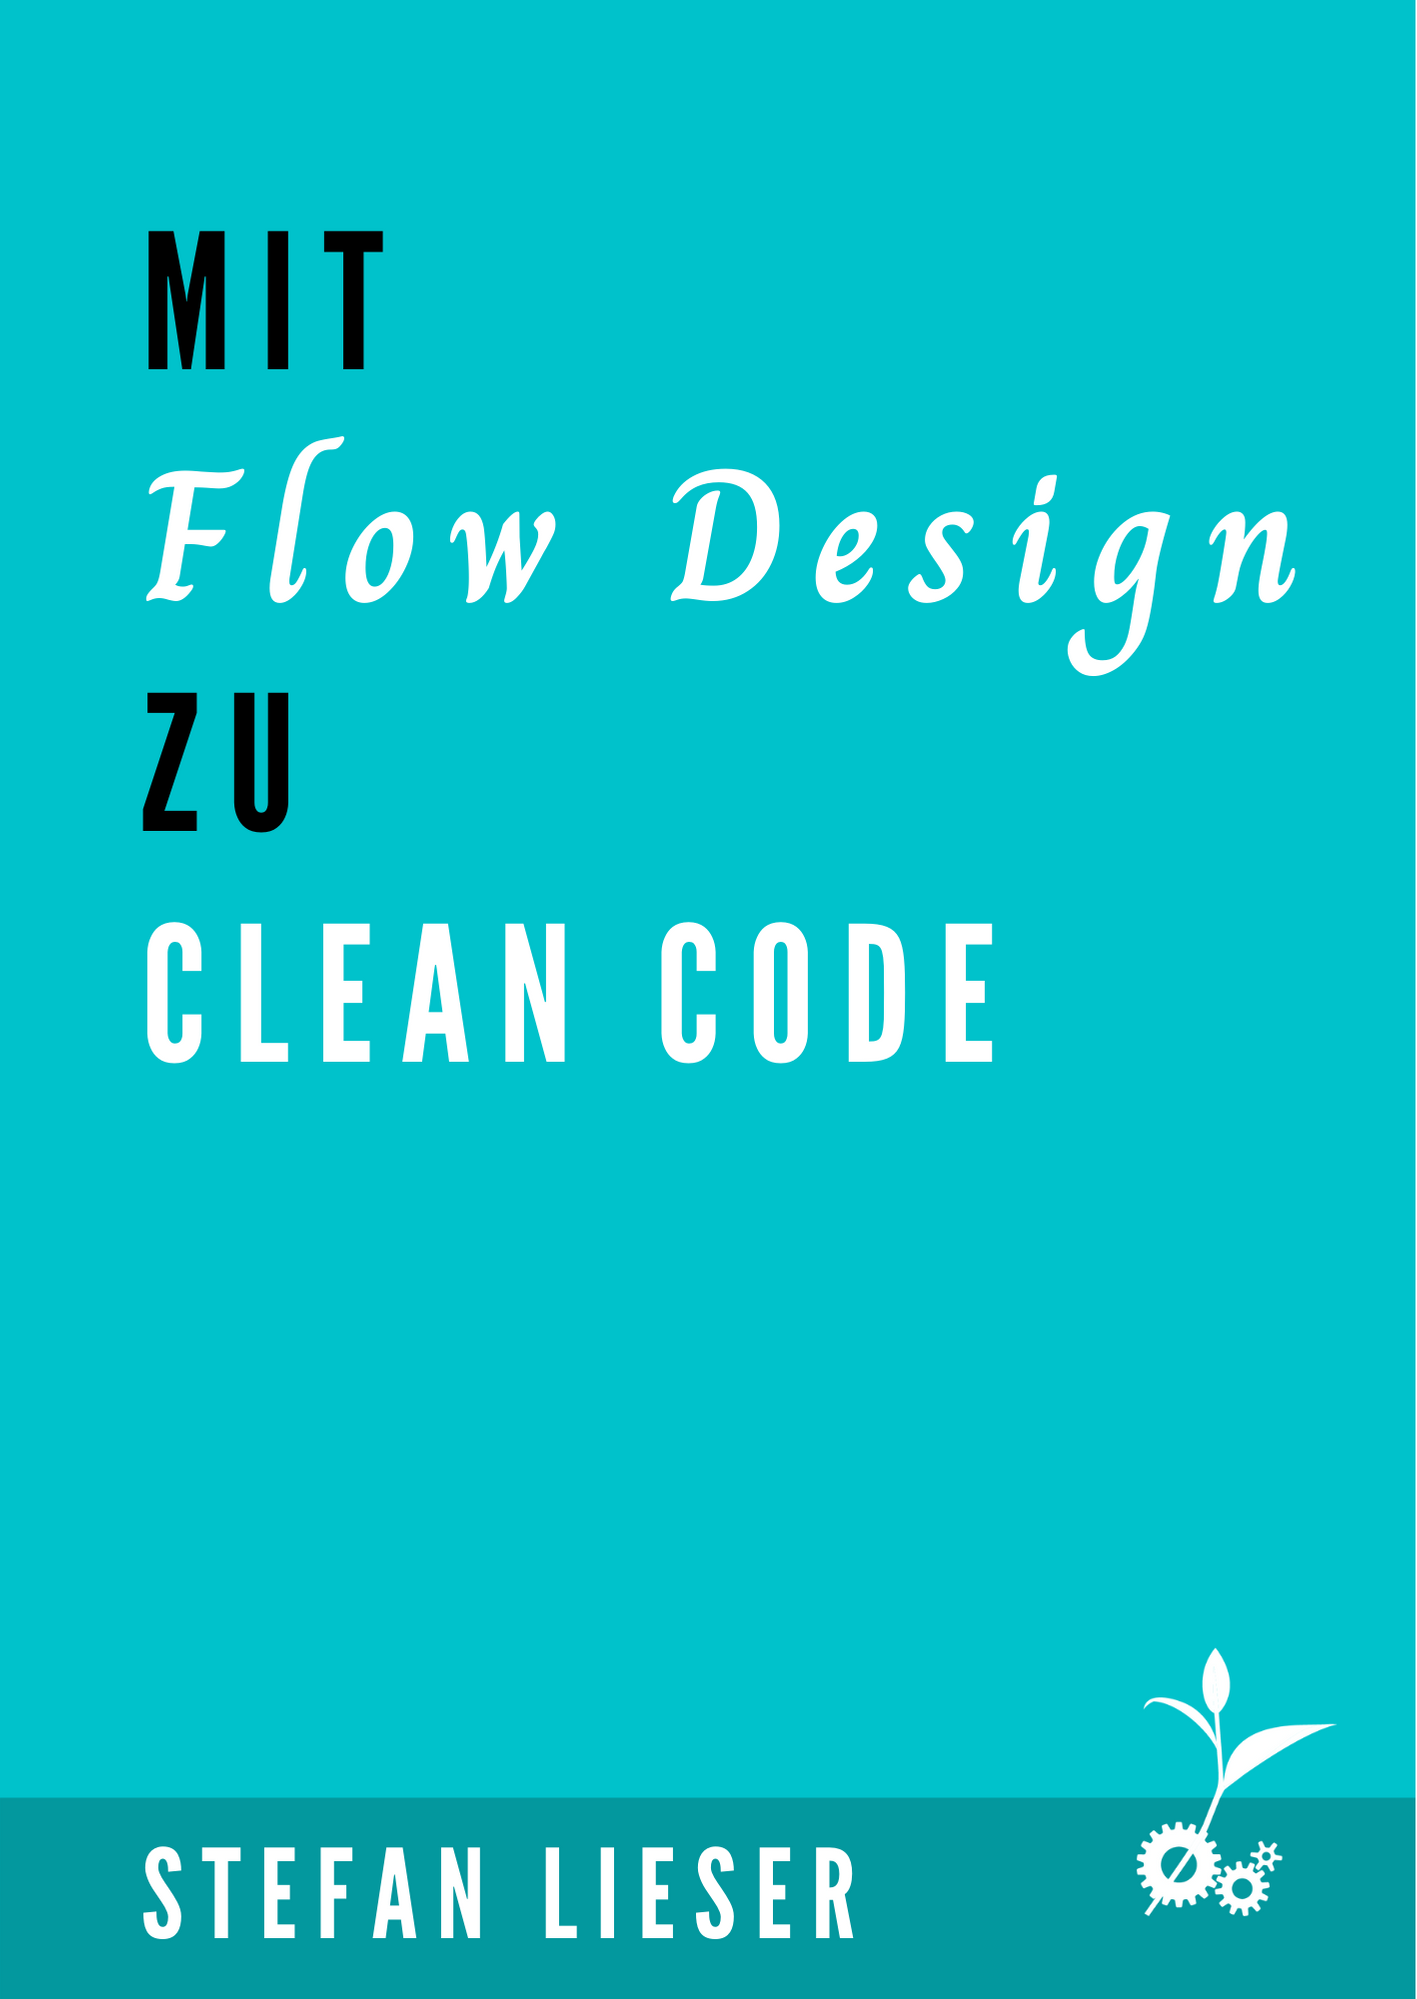 MIT
Flow Design
ZU
CLEAN CODE
STEFAN LIESER